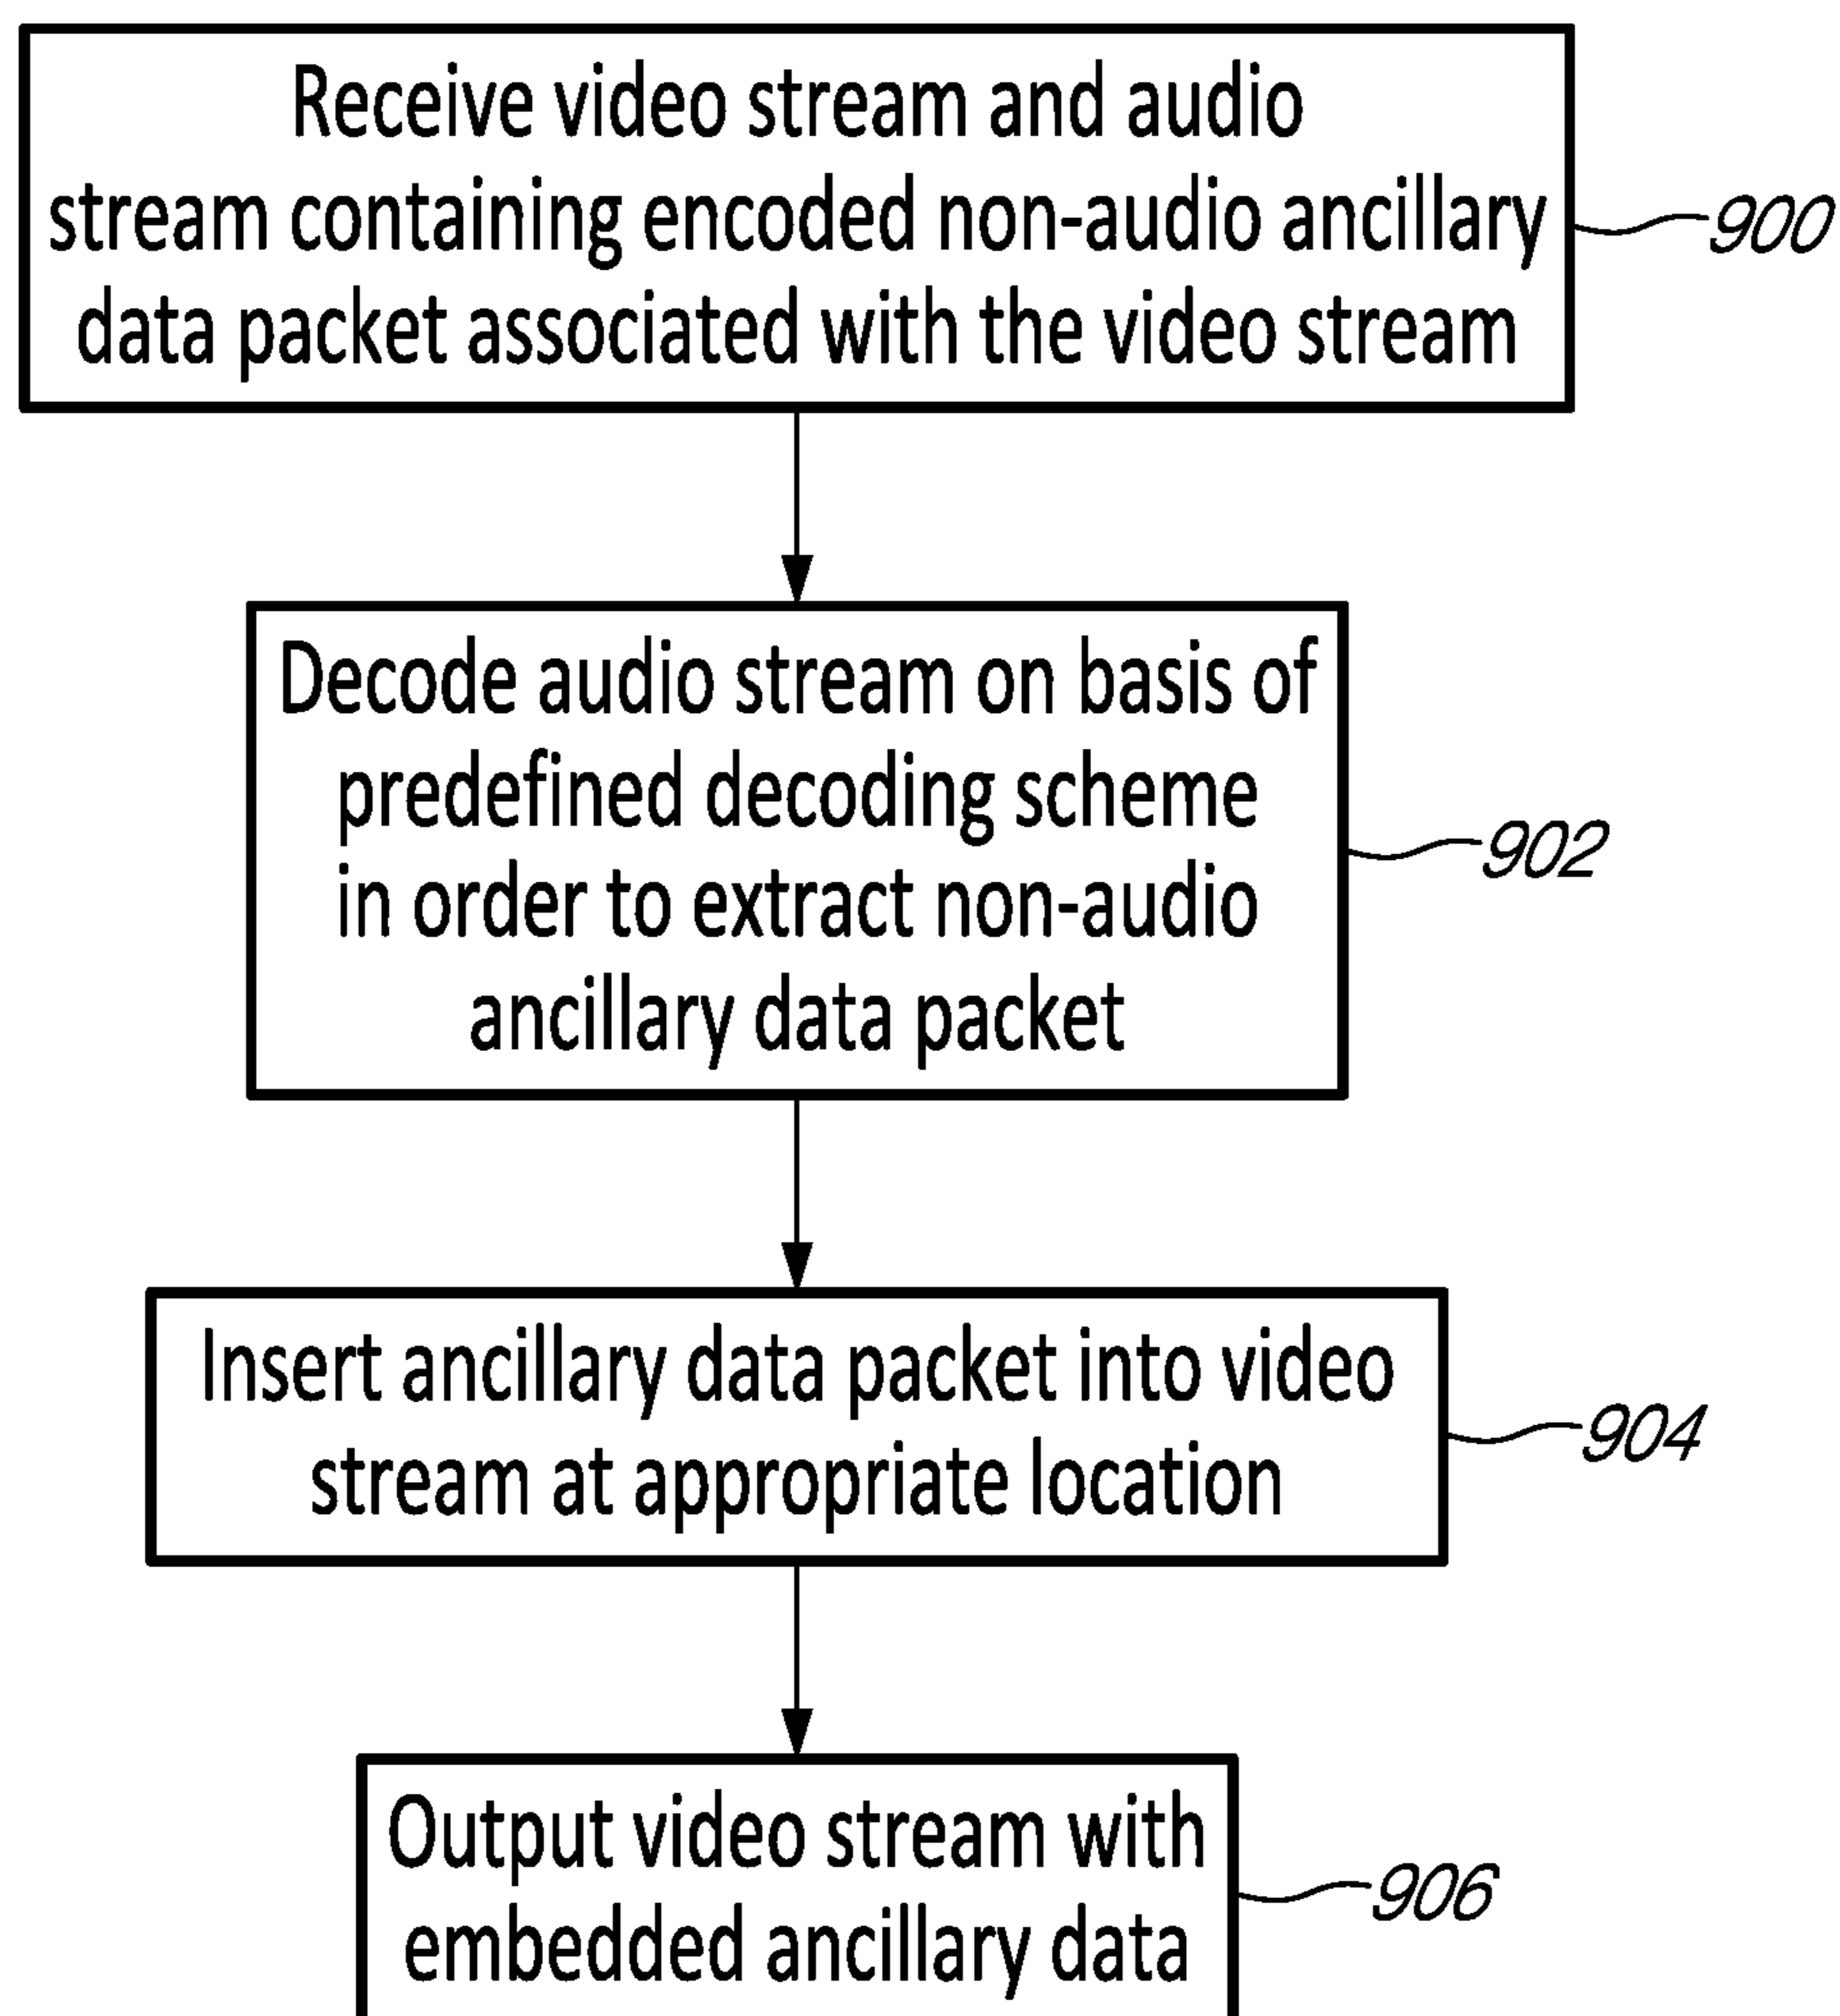 Receive video stream and audio
stream containing encoded non-audio ancillary
data packet associated with the video stream
900
Decode audio stream on basis of
predefined decoding scheme
in order to extract non-audio
ancillary data packet
902
Insert ancillary data packet into video
stream at appropriate location
904
Output video stream with
embedded ancillary data
906